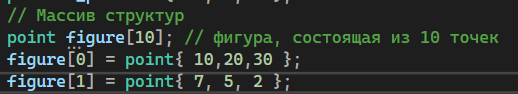 // Массив структур
point figure[10]; // фигура, состоящая из 10 точек
figure[0] = point{ 10,20,30 };
figure[1] = point{ 7, 5, 2 };